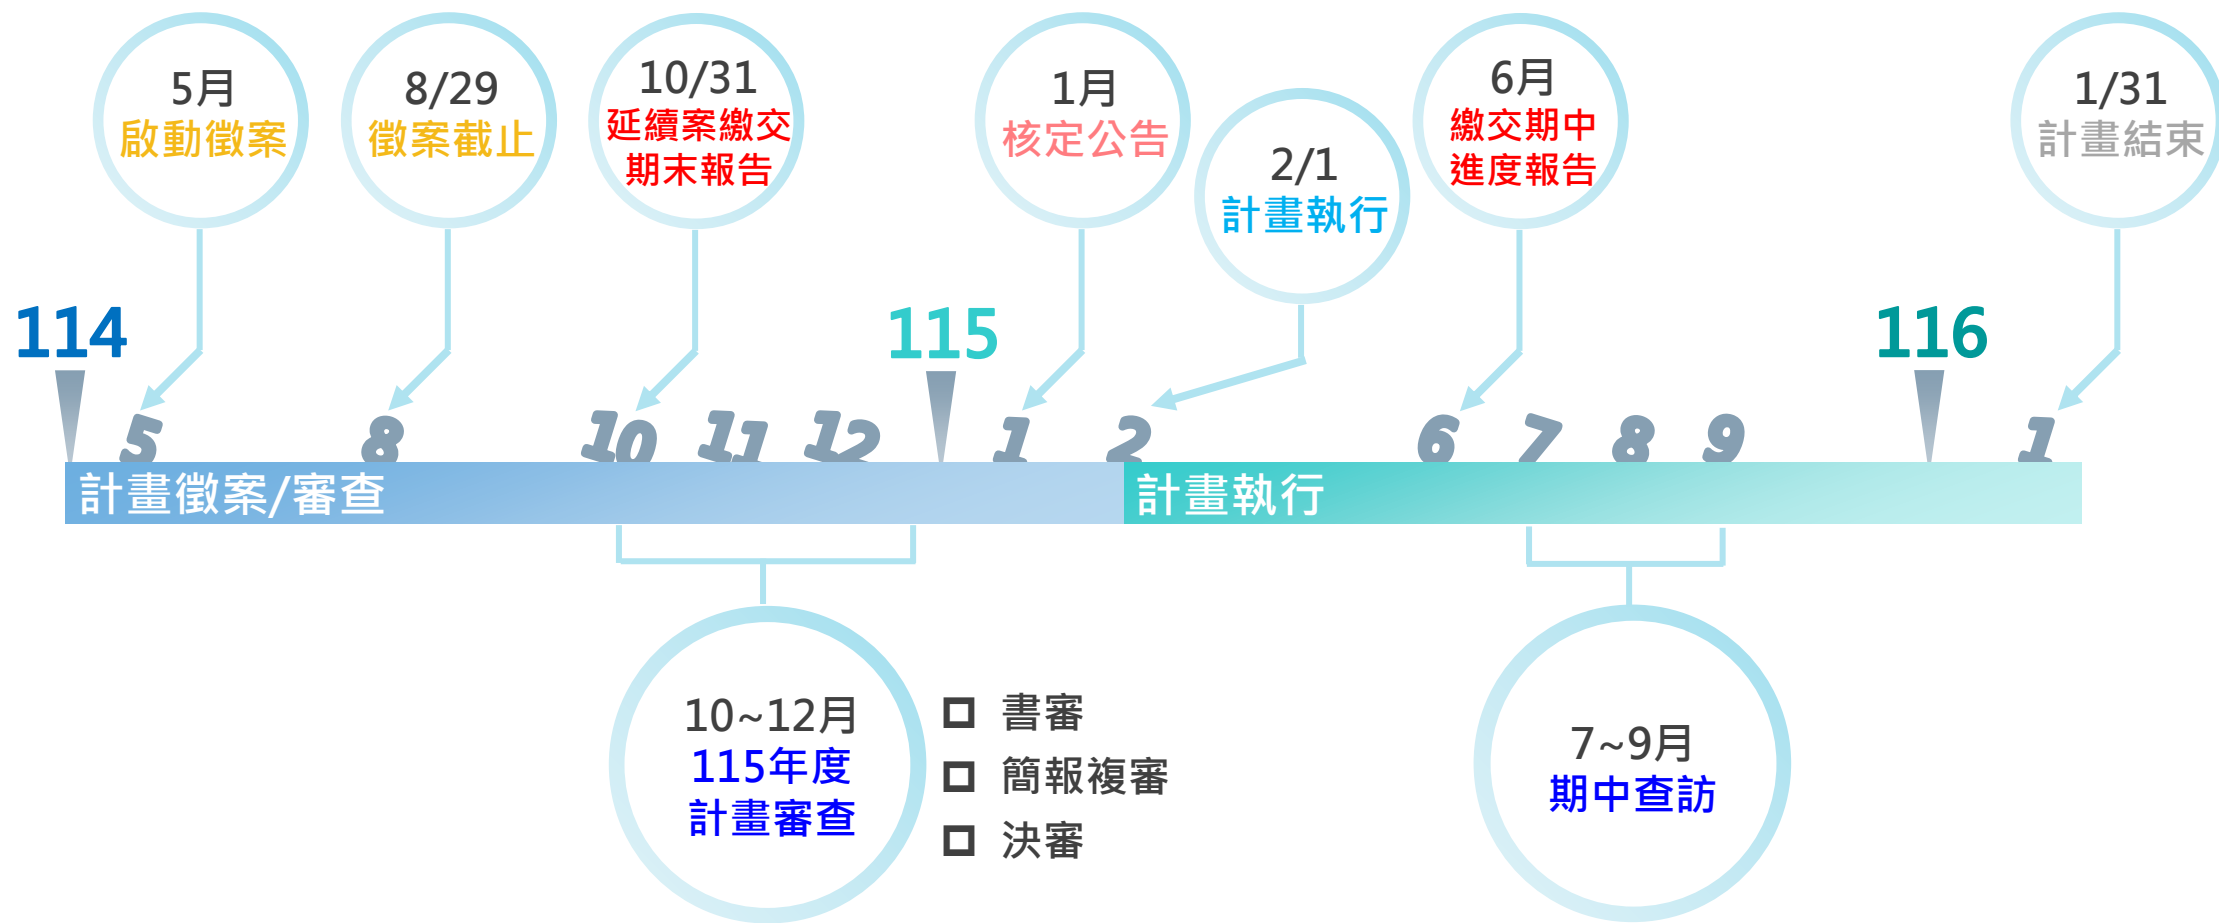 5月
啟動徵案
8/29
徵案截止
10/31
延續案繳交
期末報告
1月
核定公告
2/1
計畫執行
6月
繳交期中
進度報告
1/31
計畫結束
114
115
116
5
8
10
11
12
1
2
6
7
8
9
1
計畫徵案/審查
計畫執行
10~12月
115年度
計畫審查
書審
簡報複審
決審
7~9月
期中查訪